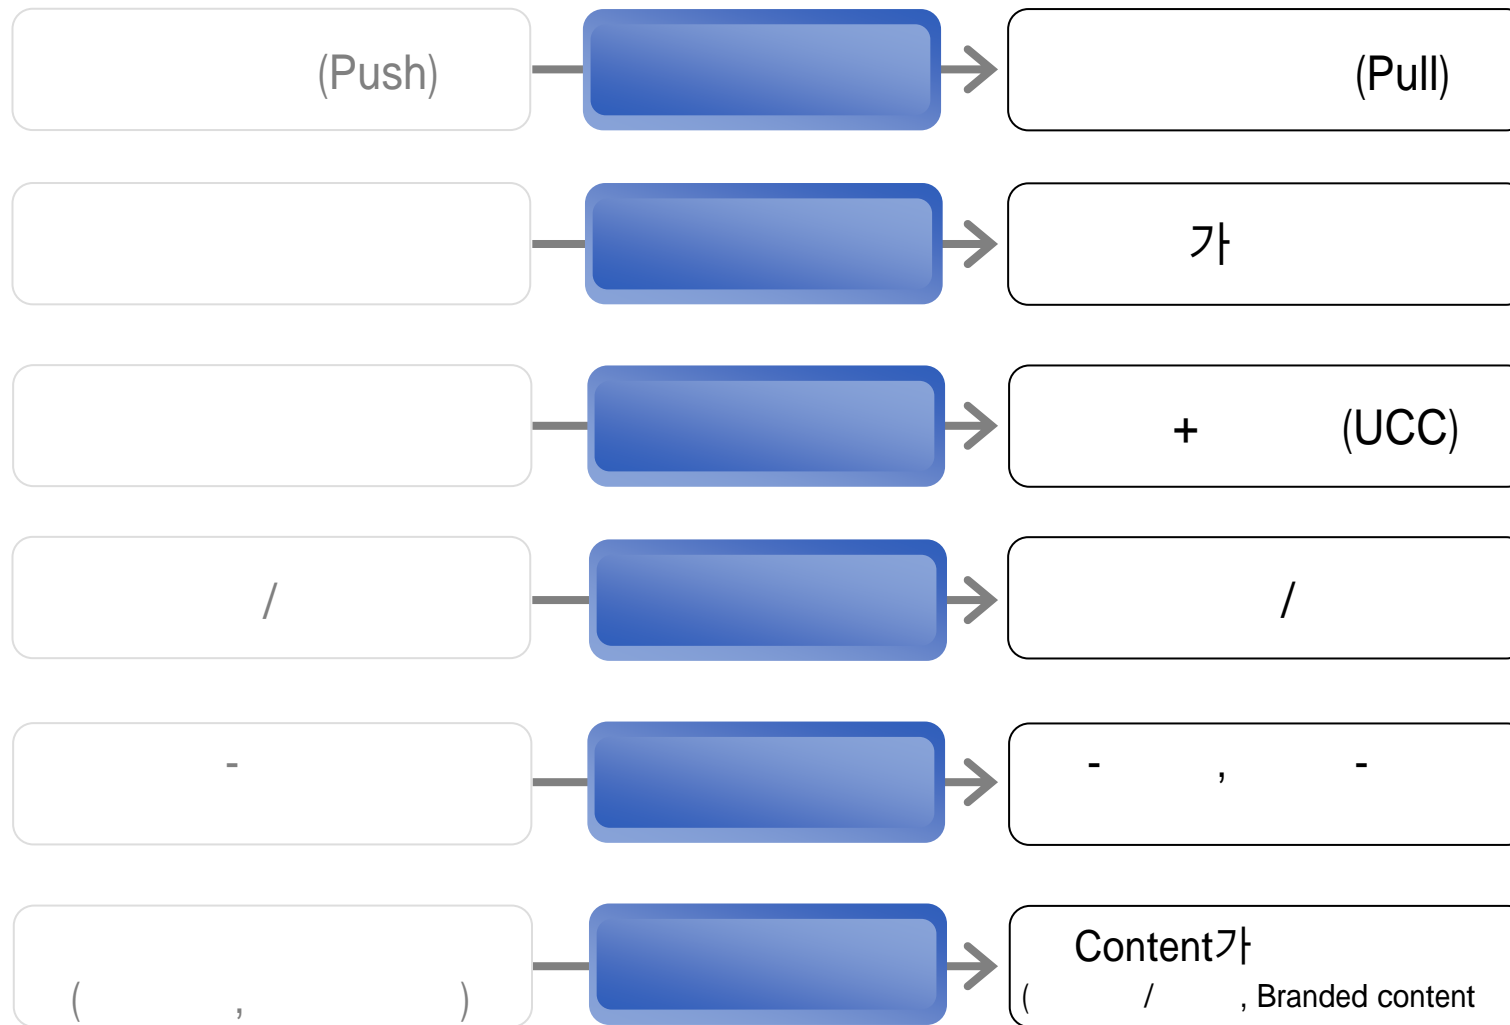 (Push)
(Pull)
가
+ (UCC)
/
/
-
- , -
( , )
Content가
( / , Branded content